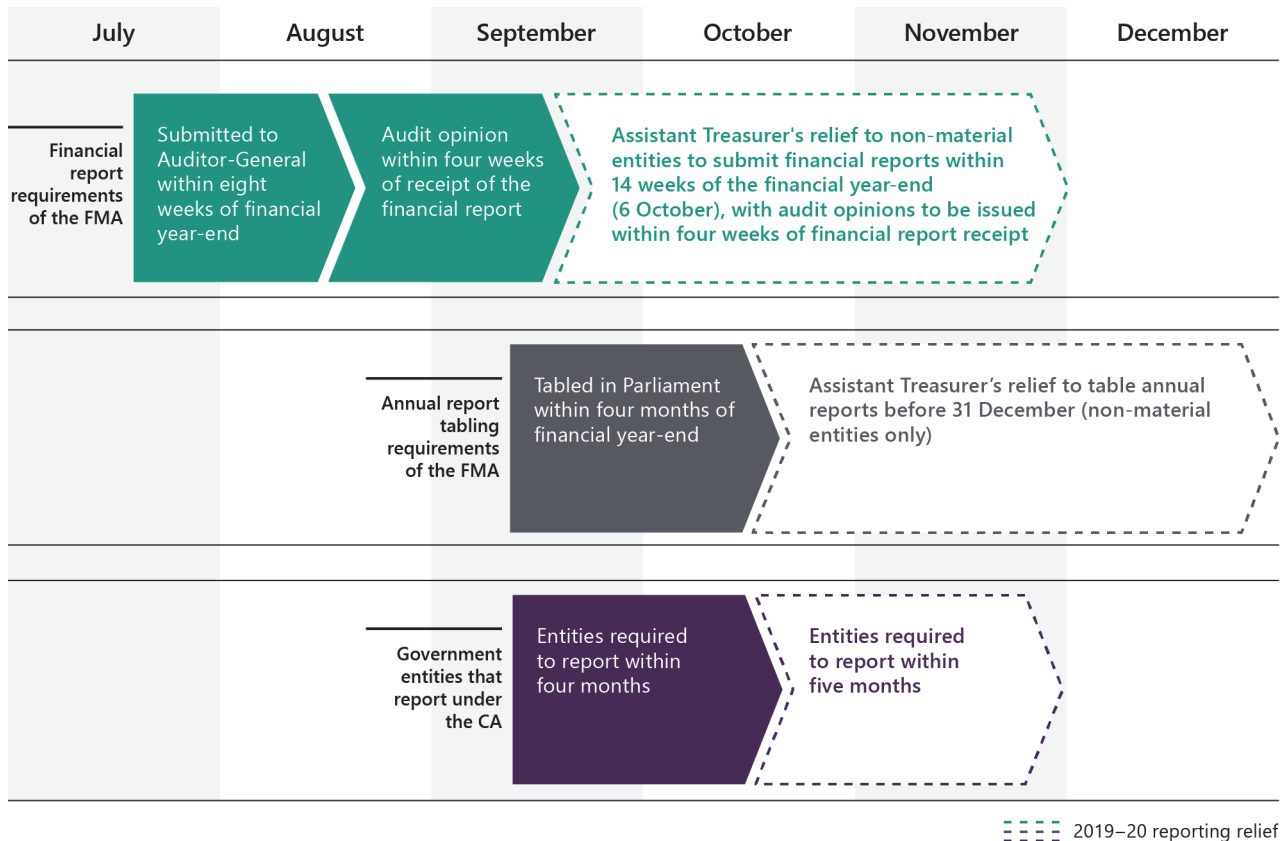 July August September October November December
Financial
report
requirements
of the FMA
Submitted to
Auditor-General
within eight
weeks of financial
year-end
Audit opinion
within four weeks
of receipt of the
financial report
Assistant Treasurer's relief to non-material
entities to submit financial reports within
14 weeks of the financial year-end
(6 October), with audit opinions to be issued
within four weeks of financial report receipt
Annual report
tabling
requirements
of the FMA
Tabled in Parliament
within four months of
financial year-end
Assistant Treasurer’s relief to table annual
reports before 31 December (non-material
entities only)
Government
entities that
report under
the CA
Entities required
to report within
four months
Entities required
to report within
five months
2019–20 reporting relief